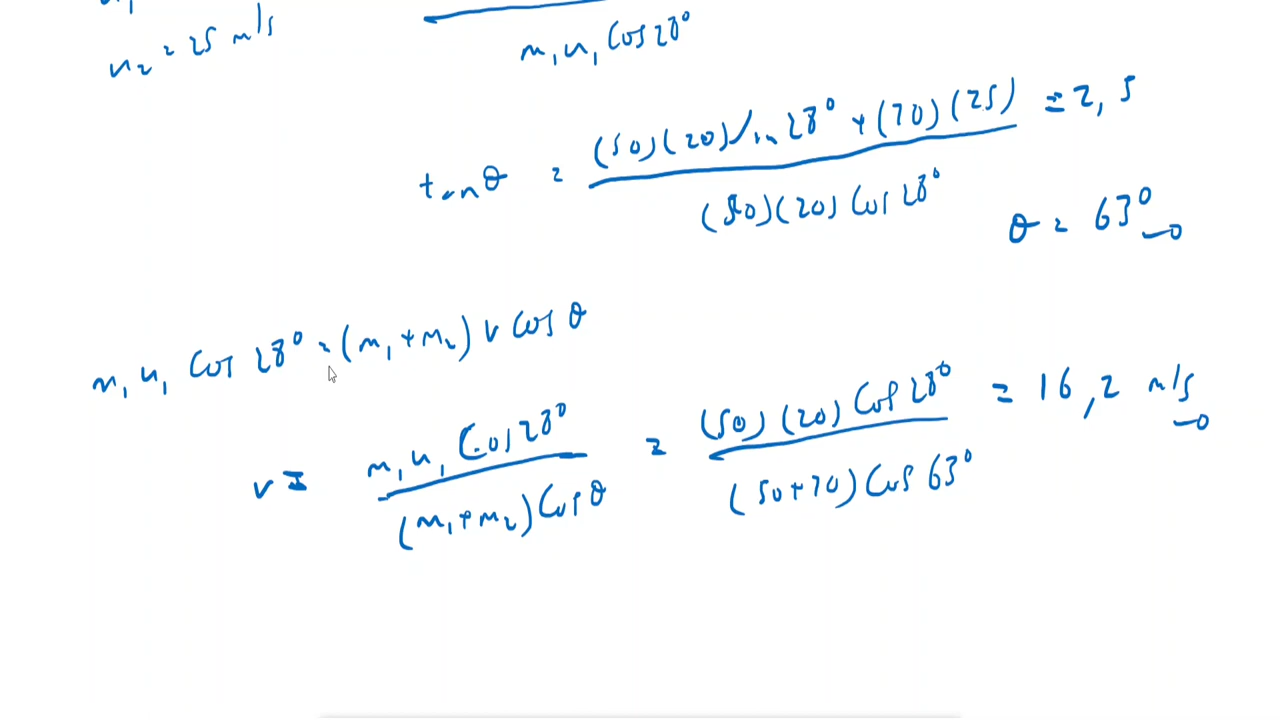 u₂ = 25 m/s
m₁u₁ Cos 28°
tan θ = (50)(20) sin 28° + (70)(25) / (50)(20) Cos 28° = 2,5
θ = 63°
m₁u₁ Cos 28° = (m₁+m₂) v Cos θ
v = m₁u₁ Cos 28° / (m₁+m₂) Cos θ = (50)(20) Cos 28° / (50+70) Cos 63° = 16,2 m/s